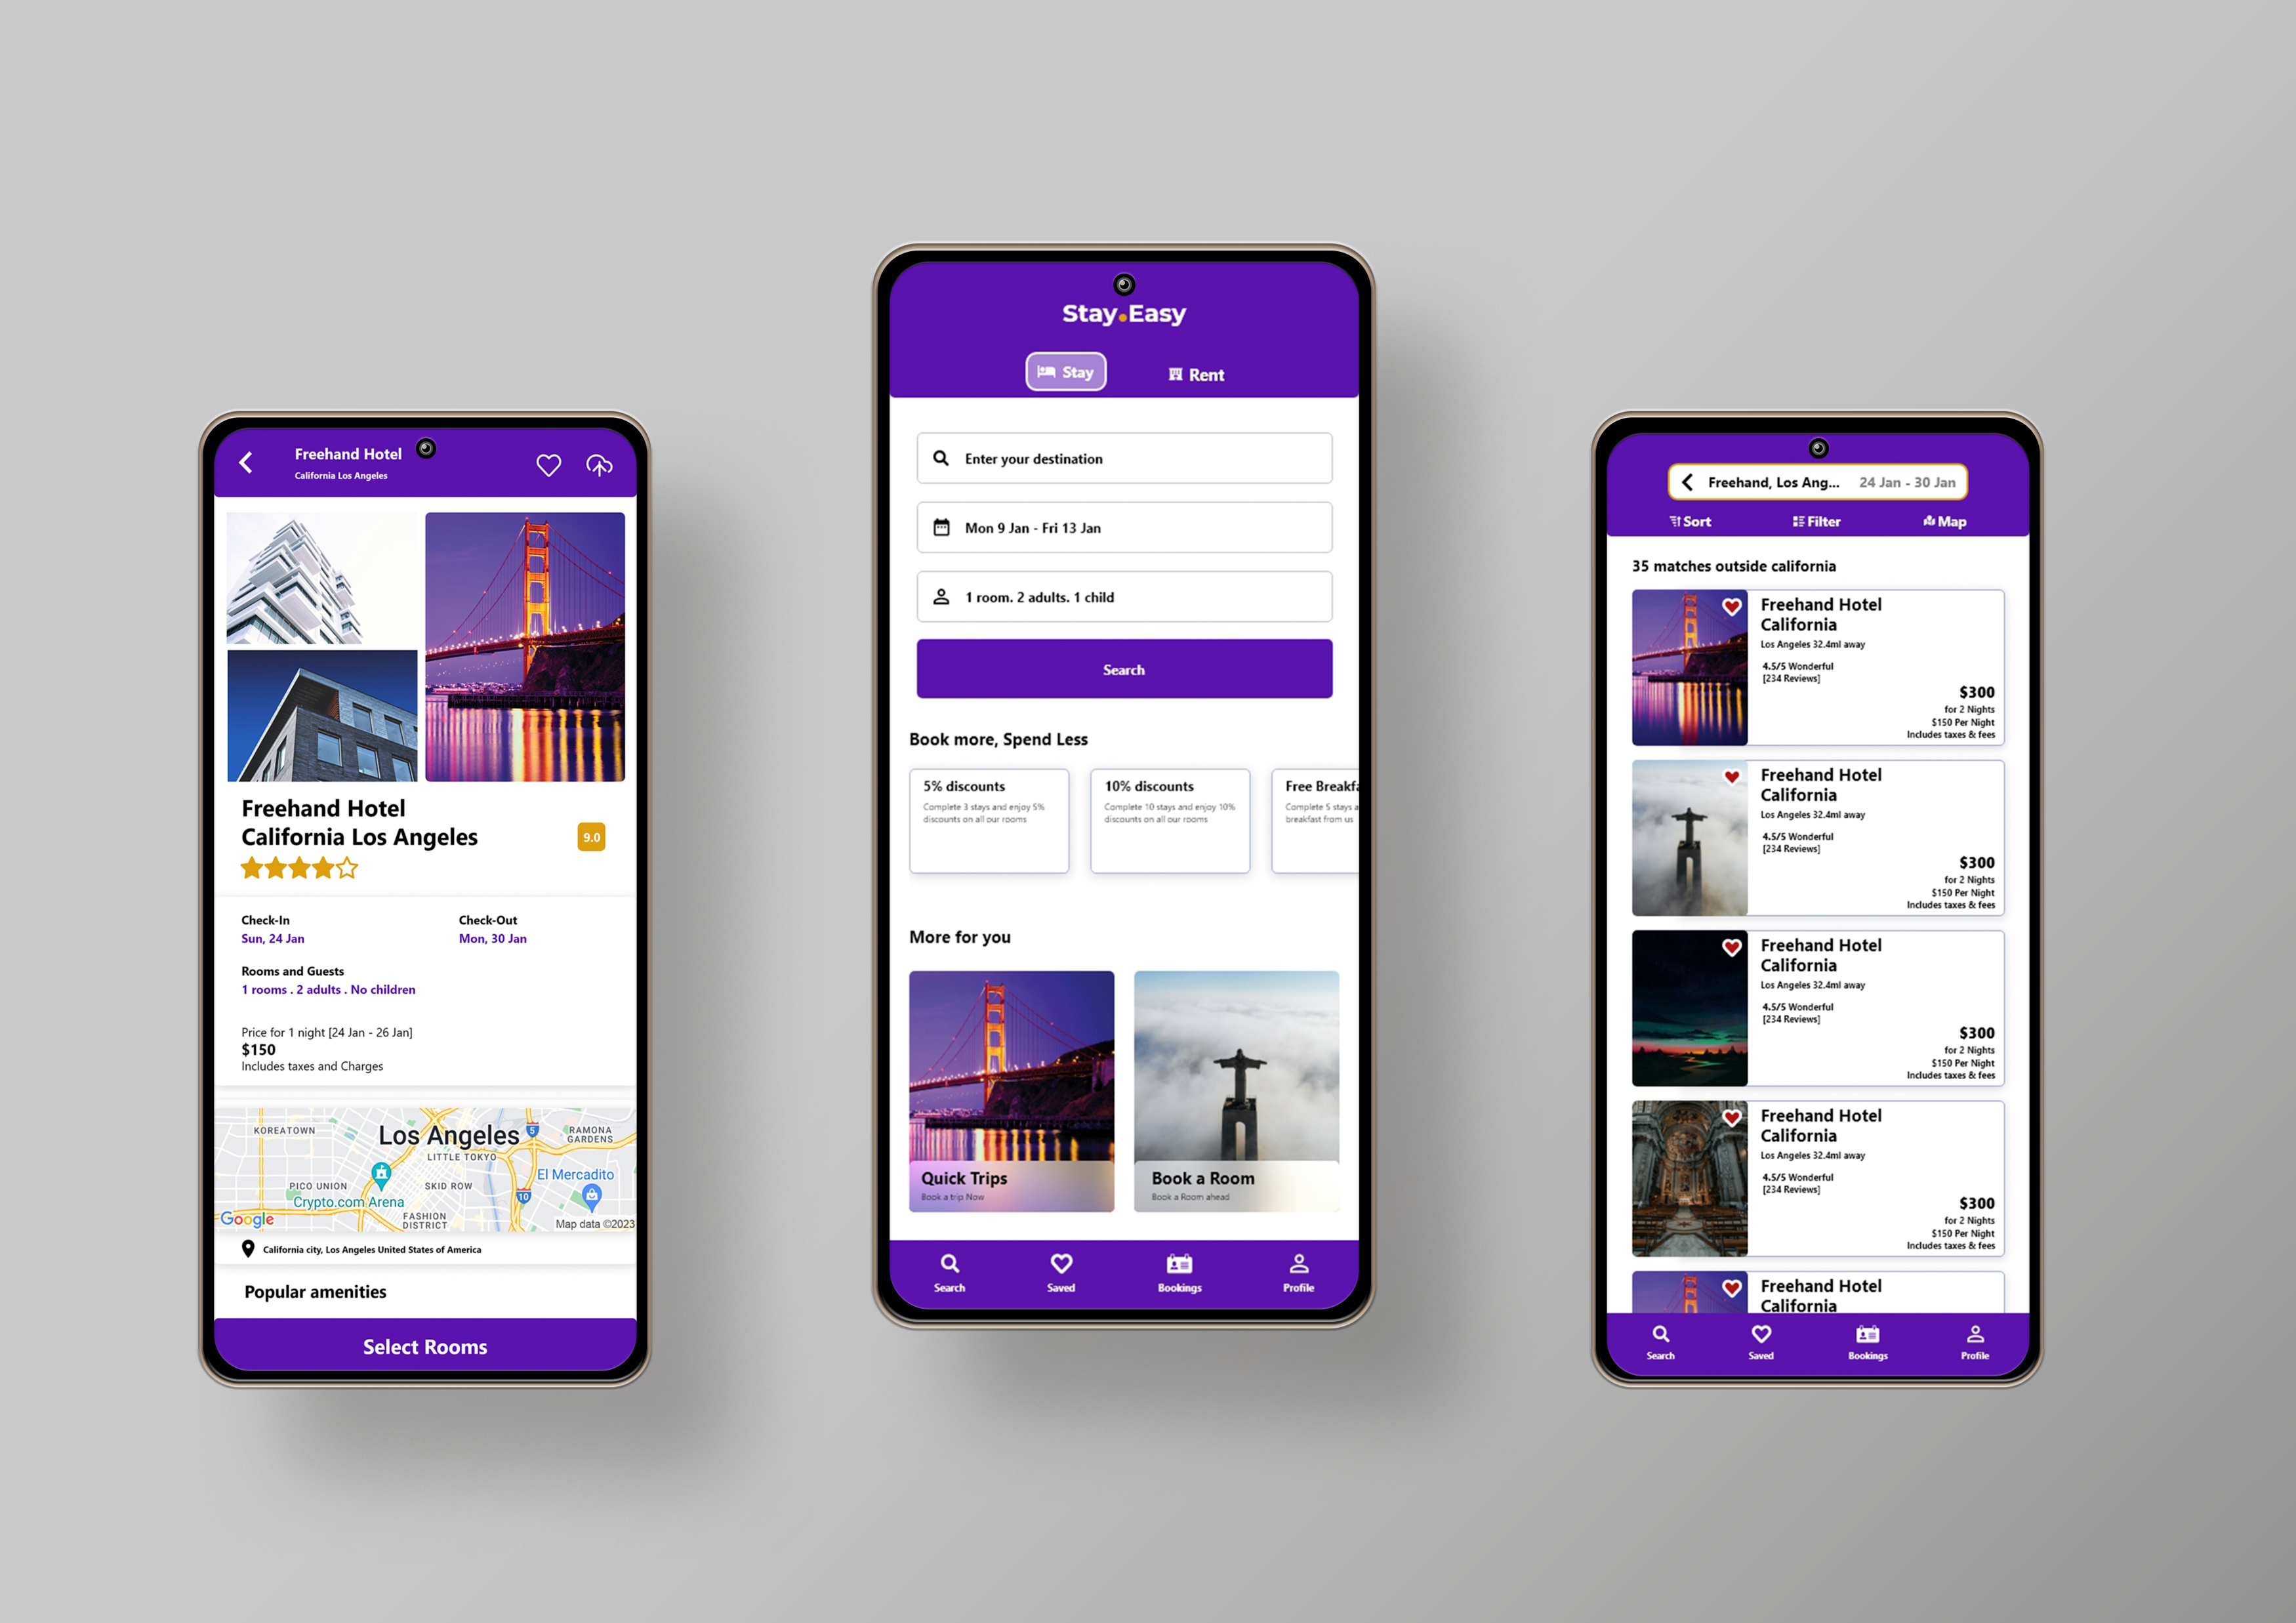 Freehand Hotel
California Los Angeles
Freehand Hotel
California Los Angeles
9.0
Check-In
Check-Out
Sun, 24 Jan
Mon, 30 Jan
Rooms and Guests
1 rooms . 2 adults . No children
Price for 1 night [24 Jan - 26 Jan]
$150
Includes taxes and Charges
KOREATOWN
Los Angeles
5
RAMONA
GARDENS
LITTLE TOKYO
El Mercadito
PICO UNION
SKID ROW
10
Crypto.com Arena
FASHION
DISTRICT
Google
Map data ©2023
California city, Los Angeles United States of America
Popular amenities
Select Rooms
Stay.Easy
Stay
Rent
Enter your destination
Mon 9 Jan - Fri 13 Jan
1 room. 2 adults. 1 child
Search
Book more, Spend Less
5% discounts
Complete 3 stays and enjoy 5%
discounts on all our rooms
10% discounts
Complete 10 stays and enjoy 10%
discounts on all our rooms
Free Breakfa
Complete 5 stays a
breakfast from us
More for you
Quick Trips
Book a trip Now
Book a Room
Book a Room ahead
Search
Saved
Bookings
Profile
Freehand, Los Ang...
24 Jan - 30 Jan
Sort
Filter
Map
35 matches outside california
Freehand Hotel
California
Los Angeles 32.4ml away
4.5/5 Wonderful
[234 Reviews]
$300
for 2 Nights
$150 Per Night
Includes taxes & fees
Freehand Hotel
California
Los Angeles 32.4ml away
4.5/5 Wonderful
[234 Reviews]
$300
for 2 Nights
$150 Per Night
Includes taxes & fees
Freehand Hotel
California
Los Angeles 32.4ml away
4.5/5 Wonderful
[234 Reviews]
$300
for 2 Nights
$150 Per Night
Includes taxes & fees
Freehand Hotel
California
Los Angeles 32.4ml away
4.5/5 Wonderful
[234 Reviews]
$300
for 2 Nights
$150 Per Night
Includes taxes & fees
Freehand Hotel
California
Search
Saved
Bookings
Profile